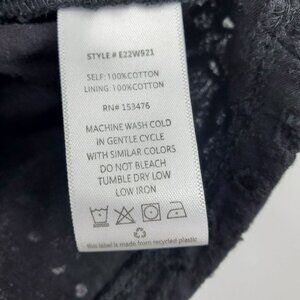 STYLE # E22W921
SELF: 100%COTTON
LINING: 100%COTTON
RN# 153476
MACHINE WASH COLD
IN GENTLE CYCLE
WITH SIMILAR COLORS
DO NOT BLEACH
TUMBLE DRY LOW
LOW IRON
this label is made from recycled plastic